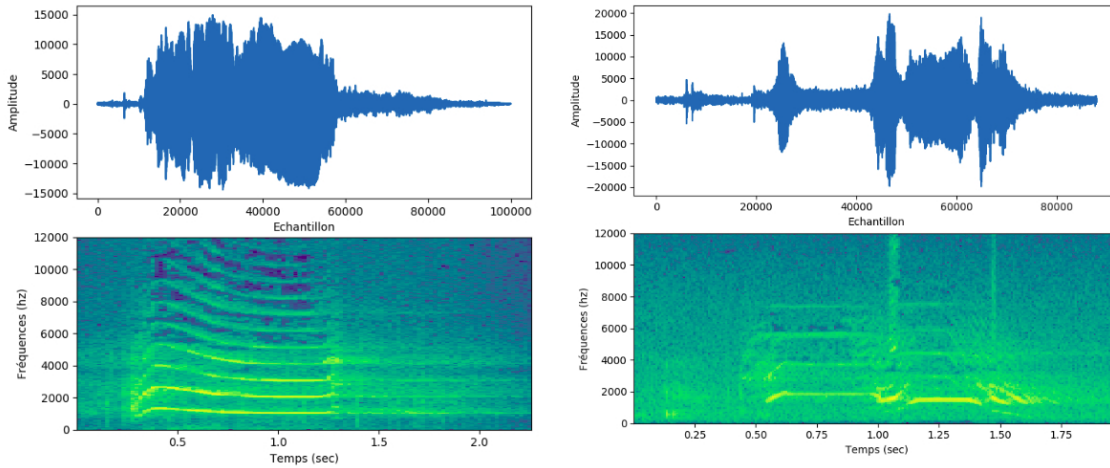 15000
10000
5000
0
−5000
−10000
−15000
Amplitude
0 20000 40000 60000 80000 100000
Echantillon
12000
10000
8000
6000
4000
2000
0
Fréquences (hz)
0.5 1.0 1.5 2.0
Temps (sec)
20000
15000
10000
5000
0
−5000
−10000
−15000
−20000
Amplitude
0 20000 40000 60000 80000
Echantillon
12000
10000
8000
6000
4000
2000
0
Fréquences (hz)
0.25 0.50 0.75 1.00 1.25 1.50 1.75
Temps (sec)